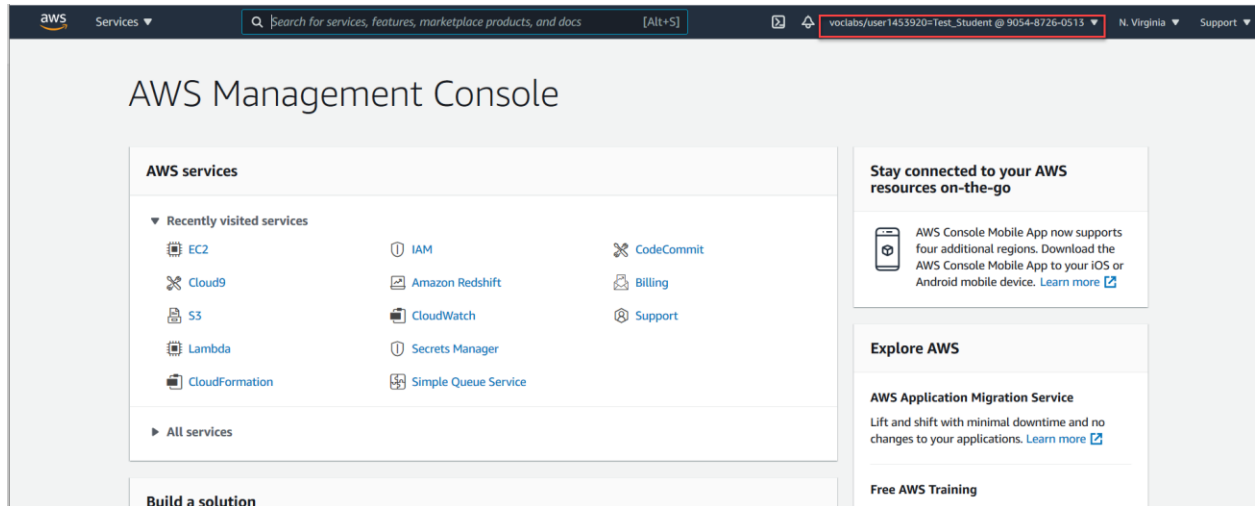 aws
Services ▼
Search for services, features, marketplace products, and docs [Alt+S]
voclabs/user1453920=Test_Student @ 9054-8726-0513 ▼
N. Virginia ▼
Support ▼
AWS Management Console
AWS services
▼ Recently visited services
EC2
Cloud9
S3
Lambda
CloudFormation
IAM
Amazon Redshift
CloudWatch
Secrets Manager
Simple Queue Service
CodeCommit
Billing
Support
▶ All services
Build a solution
Stay connected to your AWS
resources on-the-go
AWS Console Mobile App now supports
four additional regions. Download the
AWS Console Mobile App to your iOS or
Android mobile device. Learn more
Explore AWS
AWS Application Migration Service
Lift and shift with minimal downtime and no
changes to your applications. Learn more
Free AWS Training